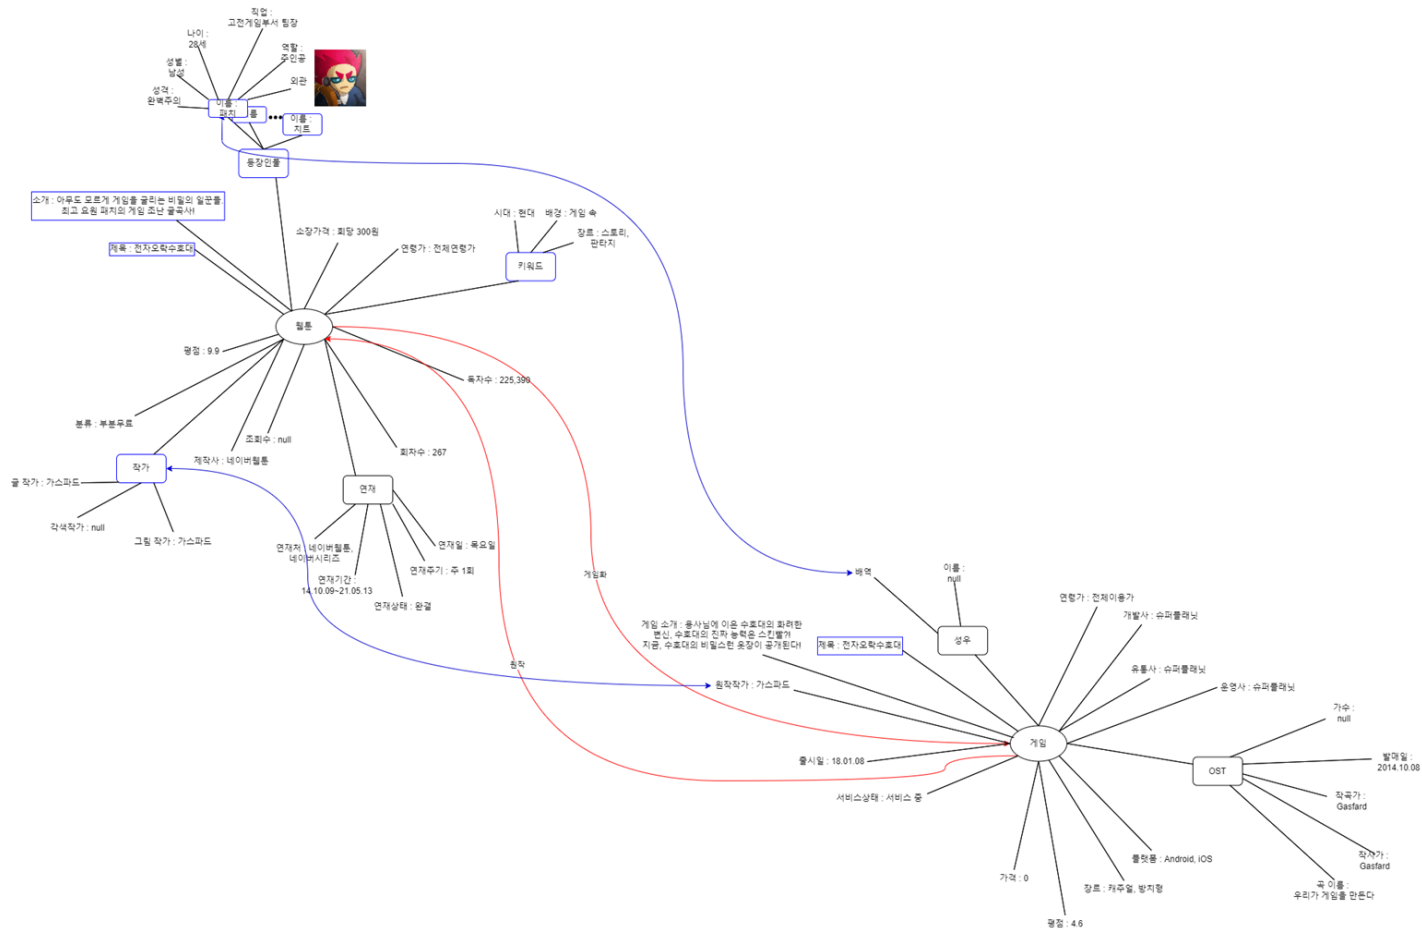 직업 :
고전게임부서 팀장
나이 :
28세
역할 :
주인공
성별 :
남성
외관
성격 :
완벽주의
이름 :
패치
이름 :
치트
등장인물
소개 : 아무도 모르게 게임을 굴리는 비밀의 일꾼들.
최고 요원 패치의 게임 조난 굴곡사!
제목 : 전자오락수호대
소장가격 : 회당 300원
연령가 : 전체연령가
시대 : 현대
배경 : 게임 속
장르 : 스토리,
판타지
키워드
웹툰
평점 : 9.9
독자수 : 225,390
분류 : 부분무료
조회수 : null
제작사 : 네이버웹툰
회차수 : 267
작가
글 작가 : 가스파드
각색작가 : null
그림 작가 : 가스파드
연재
연재처 : 네이버웹툰,
네이버시리즈
연재기간 :
14.10.09~21.05.13
연재상태 : 완결
연재주기 : 주 1회
연재일 : 목요일
게임화
원작
배역
이름 :
null
성우
게임 소개 : 용사님에 이은 수호대의 화려한
변신, 수호대의 진짜 능력은 스킨빨?!
지금, 수호대의 비밀스런 옷장이 공개된다!
제목 : 전자오락수호대
원작작가 : 가스파드
연령가 : 전체이용가
개발사 : 슈퍼플래닛
유통사 : 슈퍼플래닛
운영사 : 슈퍼플래닛
게임
출시일 : 18.01.08
서비스상태 : 서비스 중
가격 : 0
평점 : 4.6
장르 : 캐주얼, 방치형
플랫폼 : Android, iOS
OST
가수 :
null
발매일 :
2014.10.08
작곡가 :
Gasfard
작사가 :
Gasfard
곡 이름 :
우리가 게임을 만든다